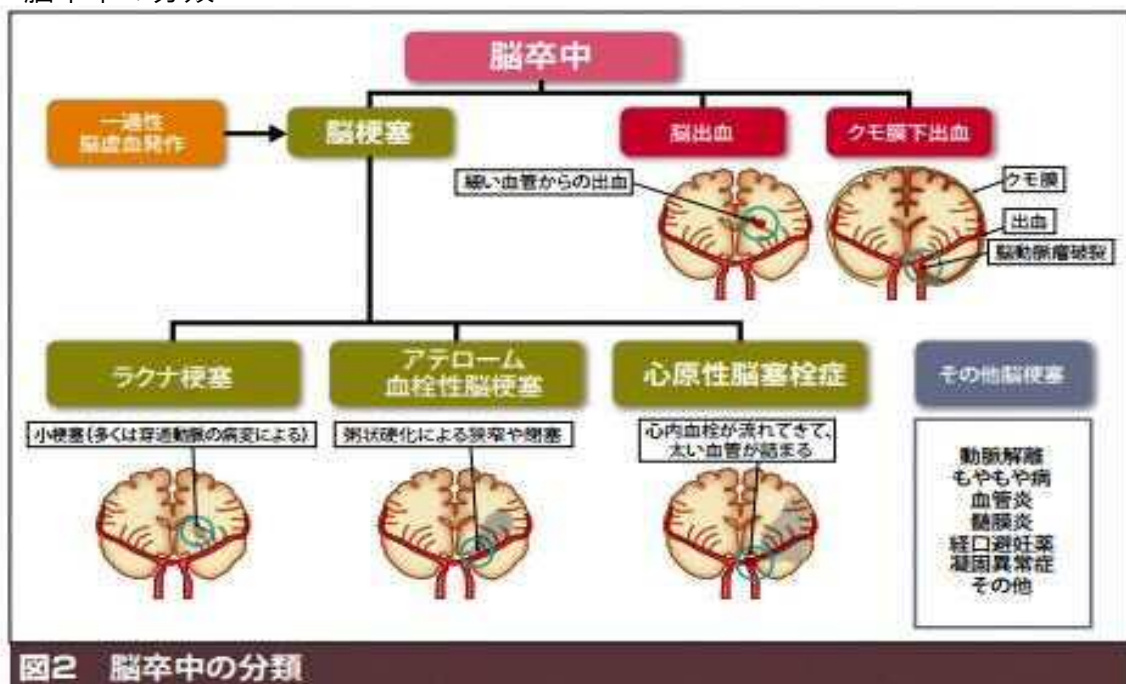 脳卒中
一過性
脳虚血発作
脳梗塞
脳出血
クモ膜下出血
細い血管からの出血
クモ膜
出血
脳動脈瘤破裂
ラクナ梗塞
アテローム
血栓性脳梗塞
心原性脳塞栓症
その他脳梗塞
小梗塞(多くは穿通動脈の病変による)
粥状硬化による狭窄や閉塞
心内血栓が流れてきて、
太い血管が詰まる
動脈解離
もやもや病
血管炎
髄膜炎
経口避妊薬
凝固異常症
その他
図2 脳卒中の分類